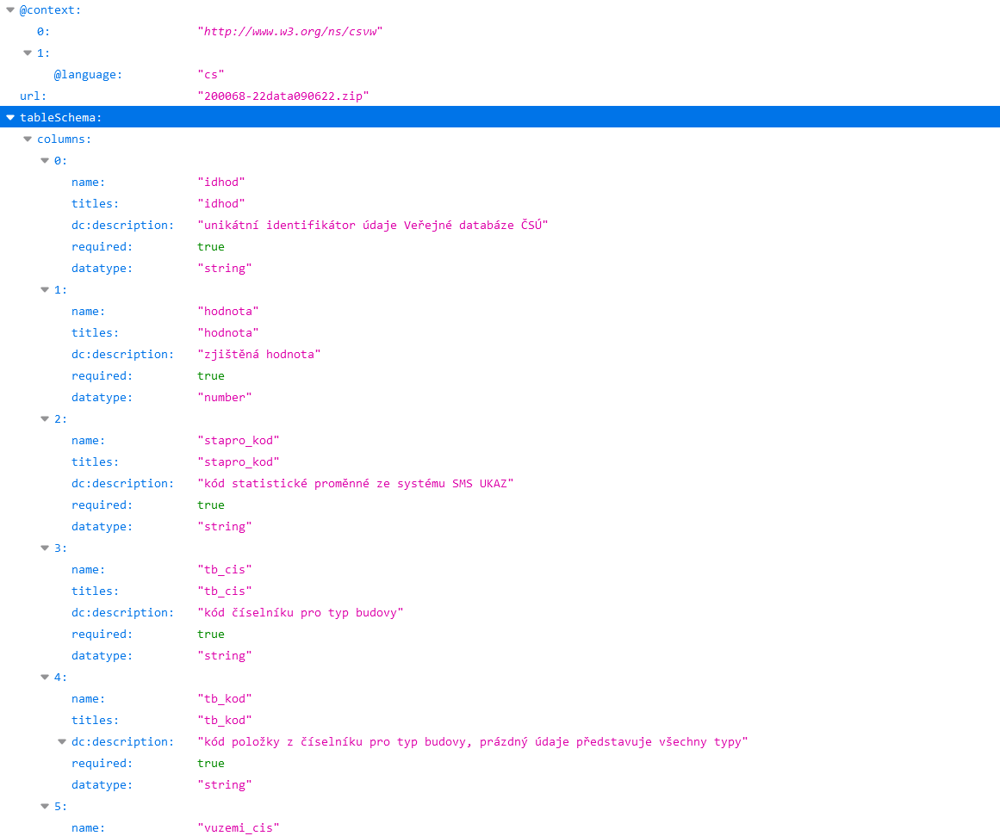 @context:
0: "http://www.w3.org/ns/csvw"
1:
@language: "cs"
url: "200068-22data090622.zip"
tableSchema:
columns:
0:
name: "idhod"
titles: "idhod"
dc:description: "unikátní identifikátor údaje Veřejné databáze ČSÚ"
required: true
datatype: "string"
1:
name: "hodnota"
titles: "hodnota"
dc:description: "zjištěná hodnota"
required: true
datatype: "number"
2:
name: "stapro_kod"
titles: "stapro_kod"
dc:description: "kód statistické proměnné ze systému SMS UKAZ"
required: true
datatype: "string"
3:
name: "tb_cis"
titles: "tb_cis"
dc:description: "kód číselníku pro typ budovy"
required: true
datatype: "string"
4:
name: "tb_kod"
titles: "tb_kod"
dc:description: "kód položky z číselníku pro typ budovy, prázdný údaje představuje všechny typy"
required: true
datatype: "string"
5:
name: "vuzemi_cis"